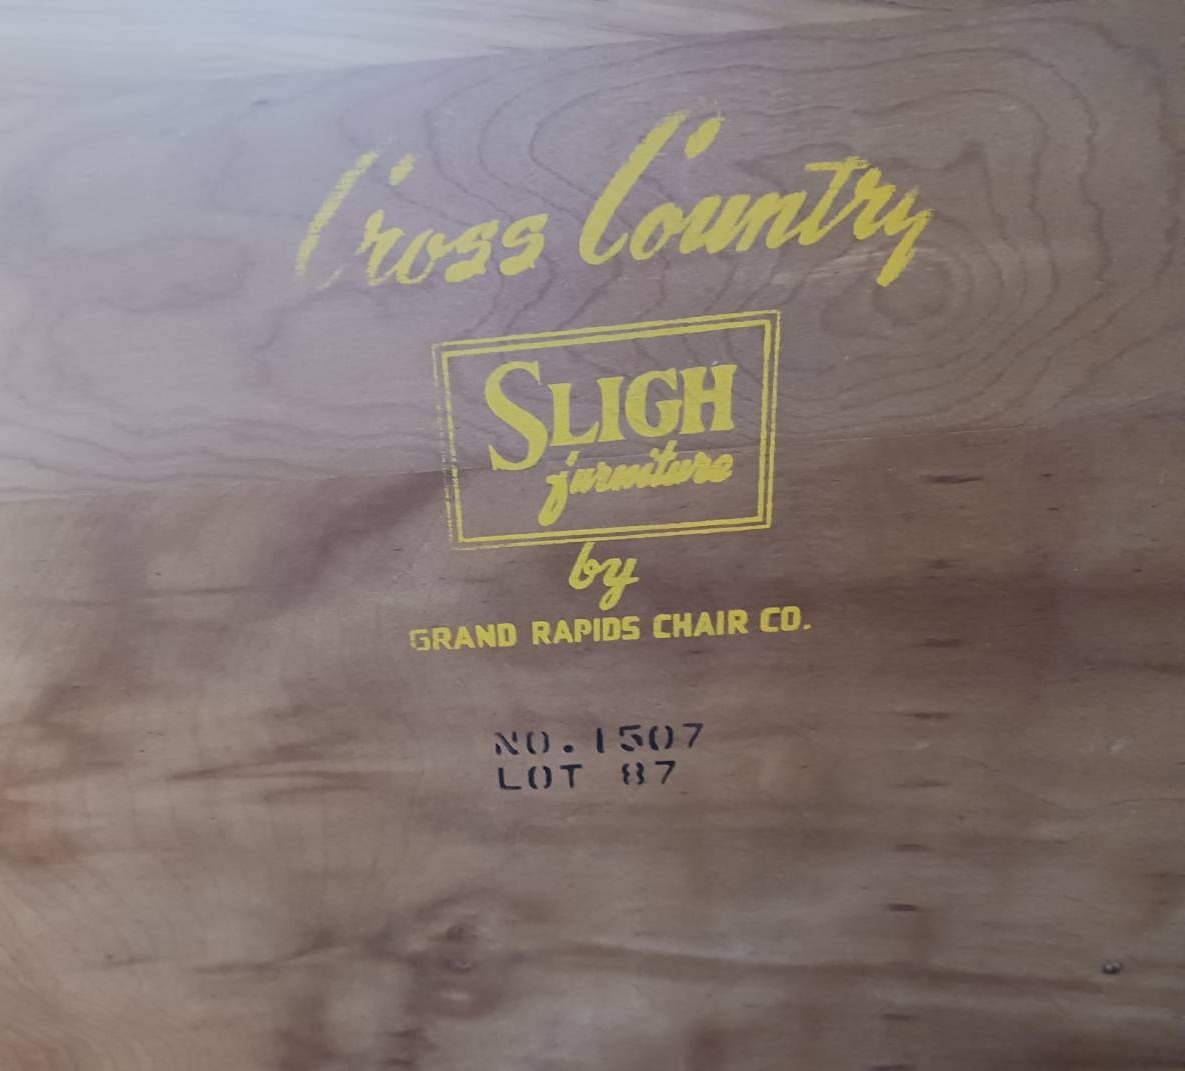 Cross Country
SLIGH
furniture
by
GRAND RAPIDS CHAIR CO.
NO. 1507
LOT 87